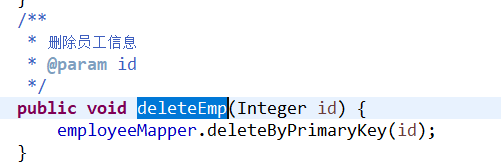 }
/**
* 删除员工信息
* @param id
*/
public void deleteEmp(Integer id) {
employeeMapper.deleteByPrimaryKey(id);
}